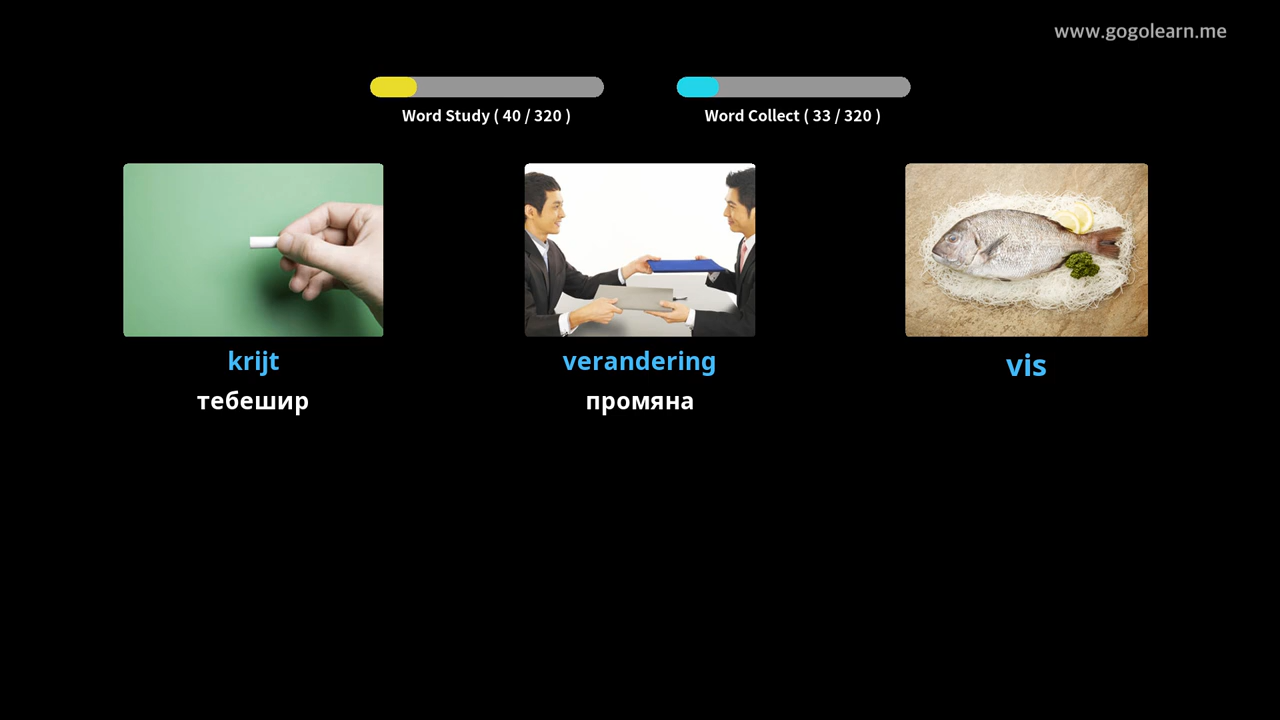 www.gogolearn.me
Word Study ( 40 / 320 )
Word Collect ( 33 / 320 )
krijt
тебешир
verandering
промяна
vis